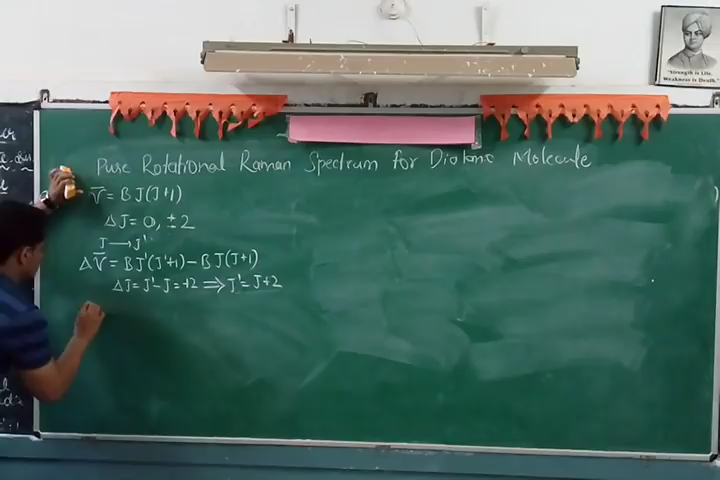 Pure Rotational Raman Spectrum for Diatomic Molecule
ν̅ = BJ(J+1)
ΔJ = 0, ±2
J → J'
Δν̅ = BJ'(J'+1) − BJ(J+1)
ΔJ = J' − J = +2 ⇒ J' = J+2
"Strength is Life,
Weakness is Death."